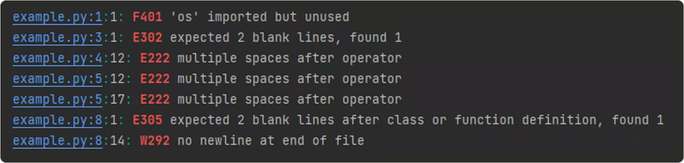 example.py:1:1: F401 'os' imported but unused
example.py:3:1: E302 expected 2 blank lines, found 1
example.py:4:12: E222 multiple spaces after operator
example.py:5:12: E222 multiple spaces after operator
example.py:5:17: E222 multiple spaces after operator
example.py:8:1: E305 expected 2 blank lines after class or function definition, found 1
example.py:8:14: W292 no newline at end of file